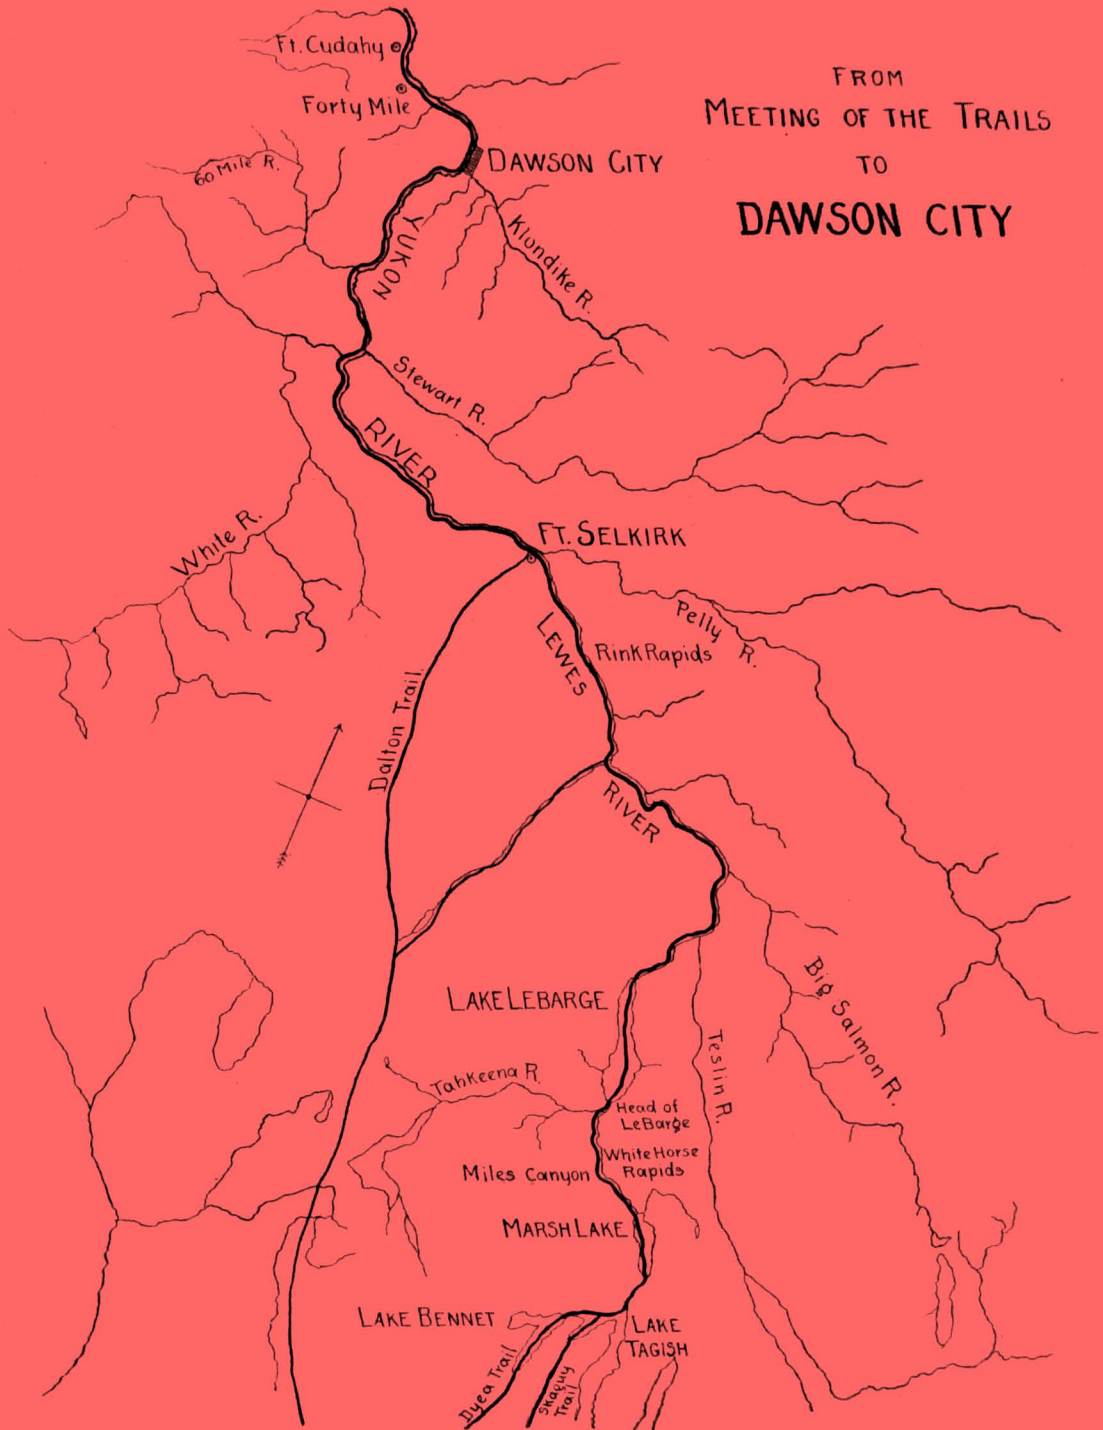 FROM
MEETING OF THE TRAILS
TO
DAWSON CITY
Ft. Cudahy
Forty Mile
DAWSON CITY
60 Mile R.
YUKON
Klondike R.
Stewart R.
RIVER
White R.
FT. SELKIRK
Pelly R.
LEWES
Rink Rapids
Dalton Trail.
RIVER
Big Salmon R.
LAKE LEBARGE
Teslin R.
Tahkeena R.
Head of
LeBarge
White Horse
Rapids
Miles Canyon
MARSH LAKE
LAKE BENNET
LAKE
TAGISH
Dyea Trail
Skaguy
Trail